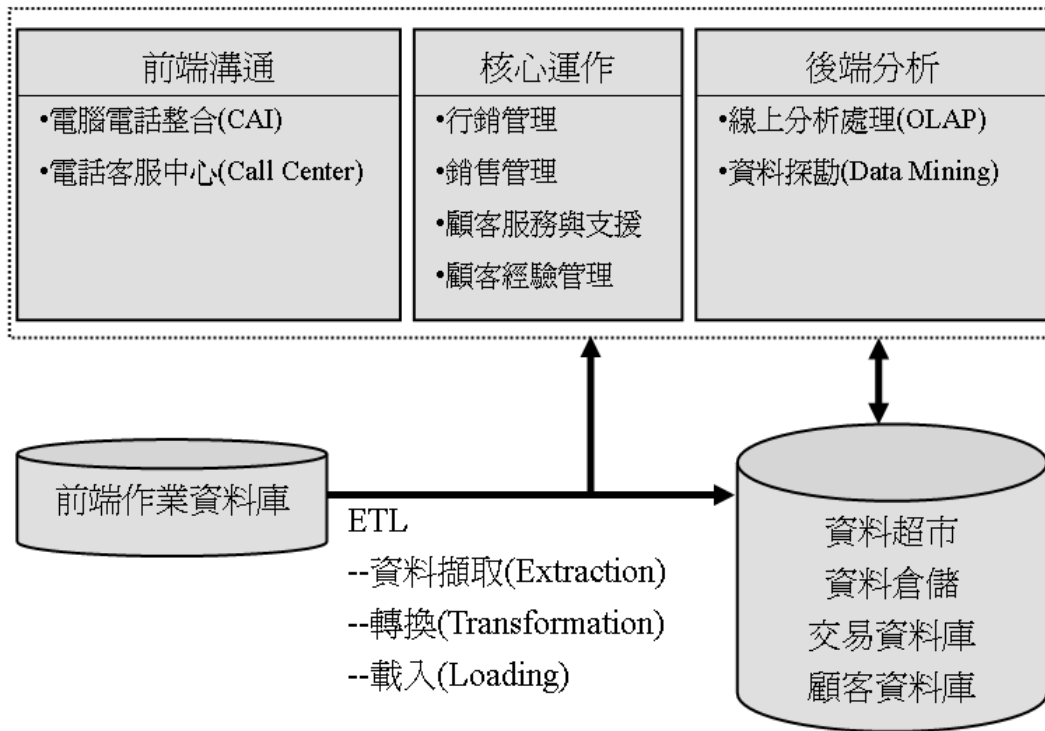 前端溝通
•電腦電話整合(CAI)
•電話客服中心(Call Center)
核心運作
•行銷管理
•銷售管理
•顧客服務與支援
•顧客經驗管理
後端分析
•線上分析處理(OLAP)
•資料探勘(Data Mining)
前端作業資料庫
ETL
--資料擷取(Extraction)
--轉換(Transformation)
--載入(Loading)
資料超市
資料倉儲
交易資料庫
顧客資料庫